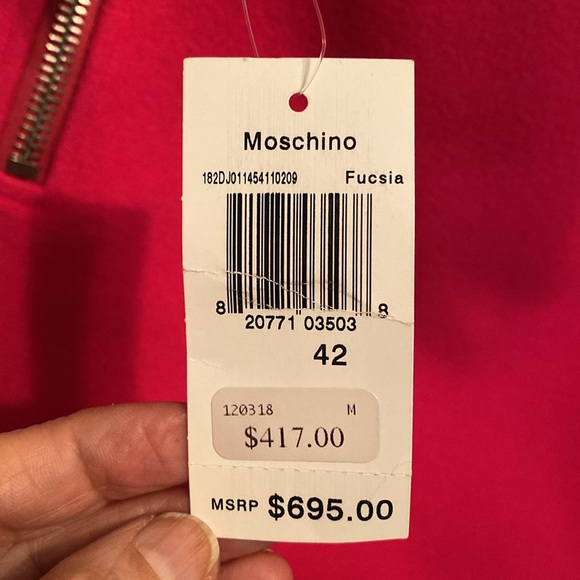 Moschino
182DJ011454110209 Fucsia
8 20771 03503 8
42
120318 M
$417.00
MSRP $695.00